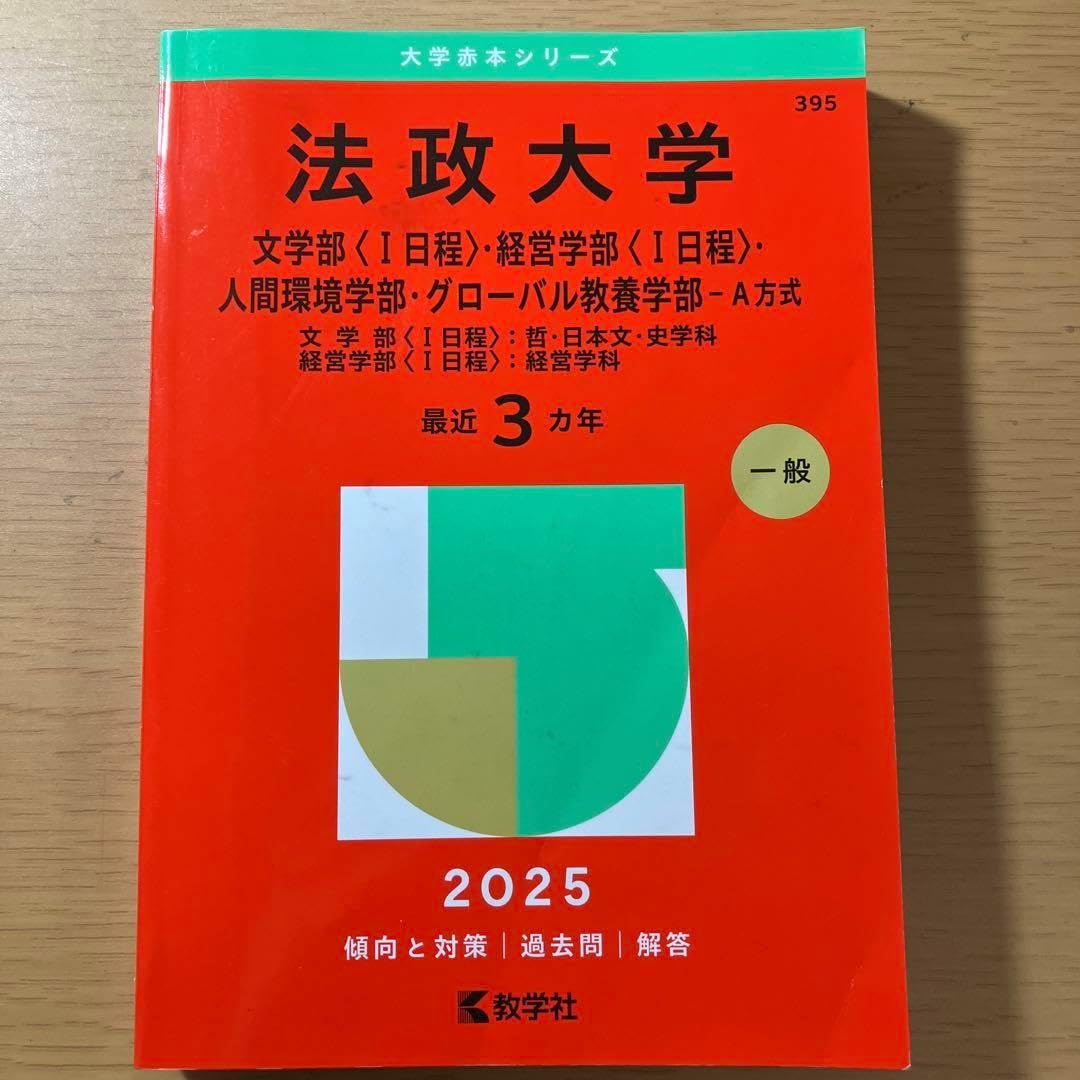 大学赤本シリーズ
395
法政大学
文学部〈Ⅰ日程〉・経営学部〈Ⅰ日程〉・
人間環境学部・グローバル教養学部－A方式
文学部〈Ⅰ日程〉：哲・日本文・史学科
経営学部〈Ⅰ日程〉：経営学科
最近3カ年
一般
2025
傾向と対策｜過去問｜解答
教学社